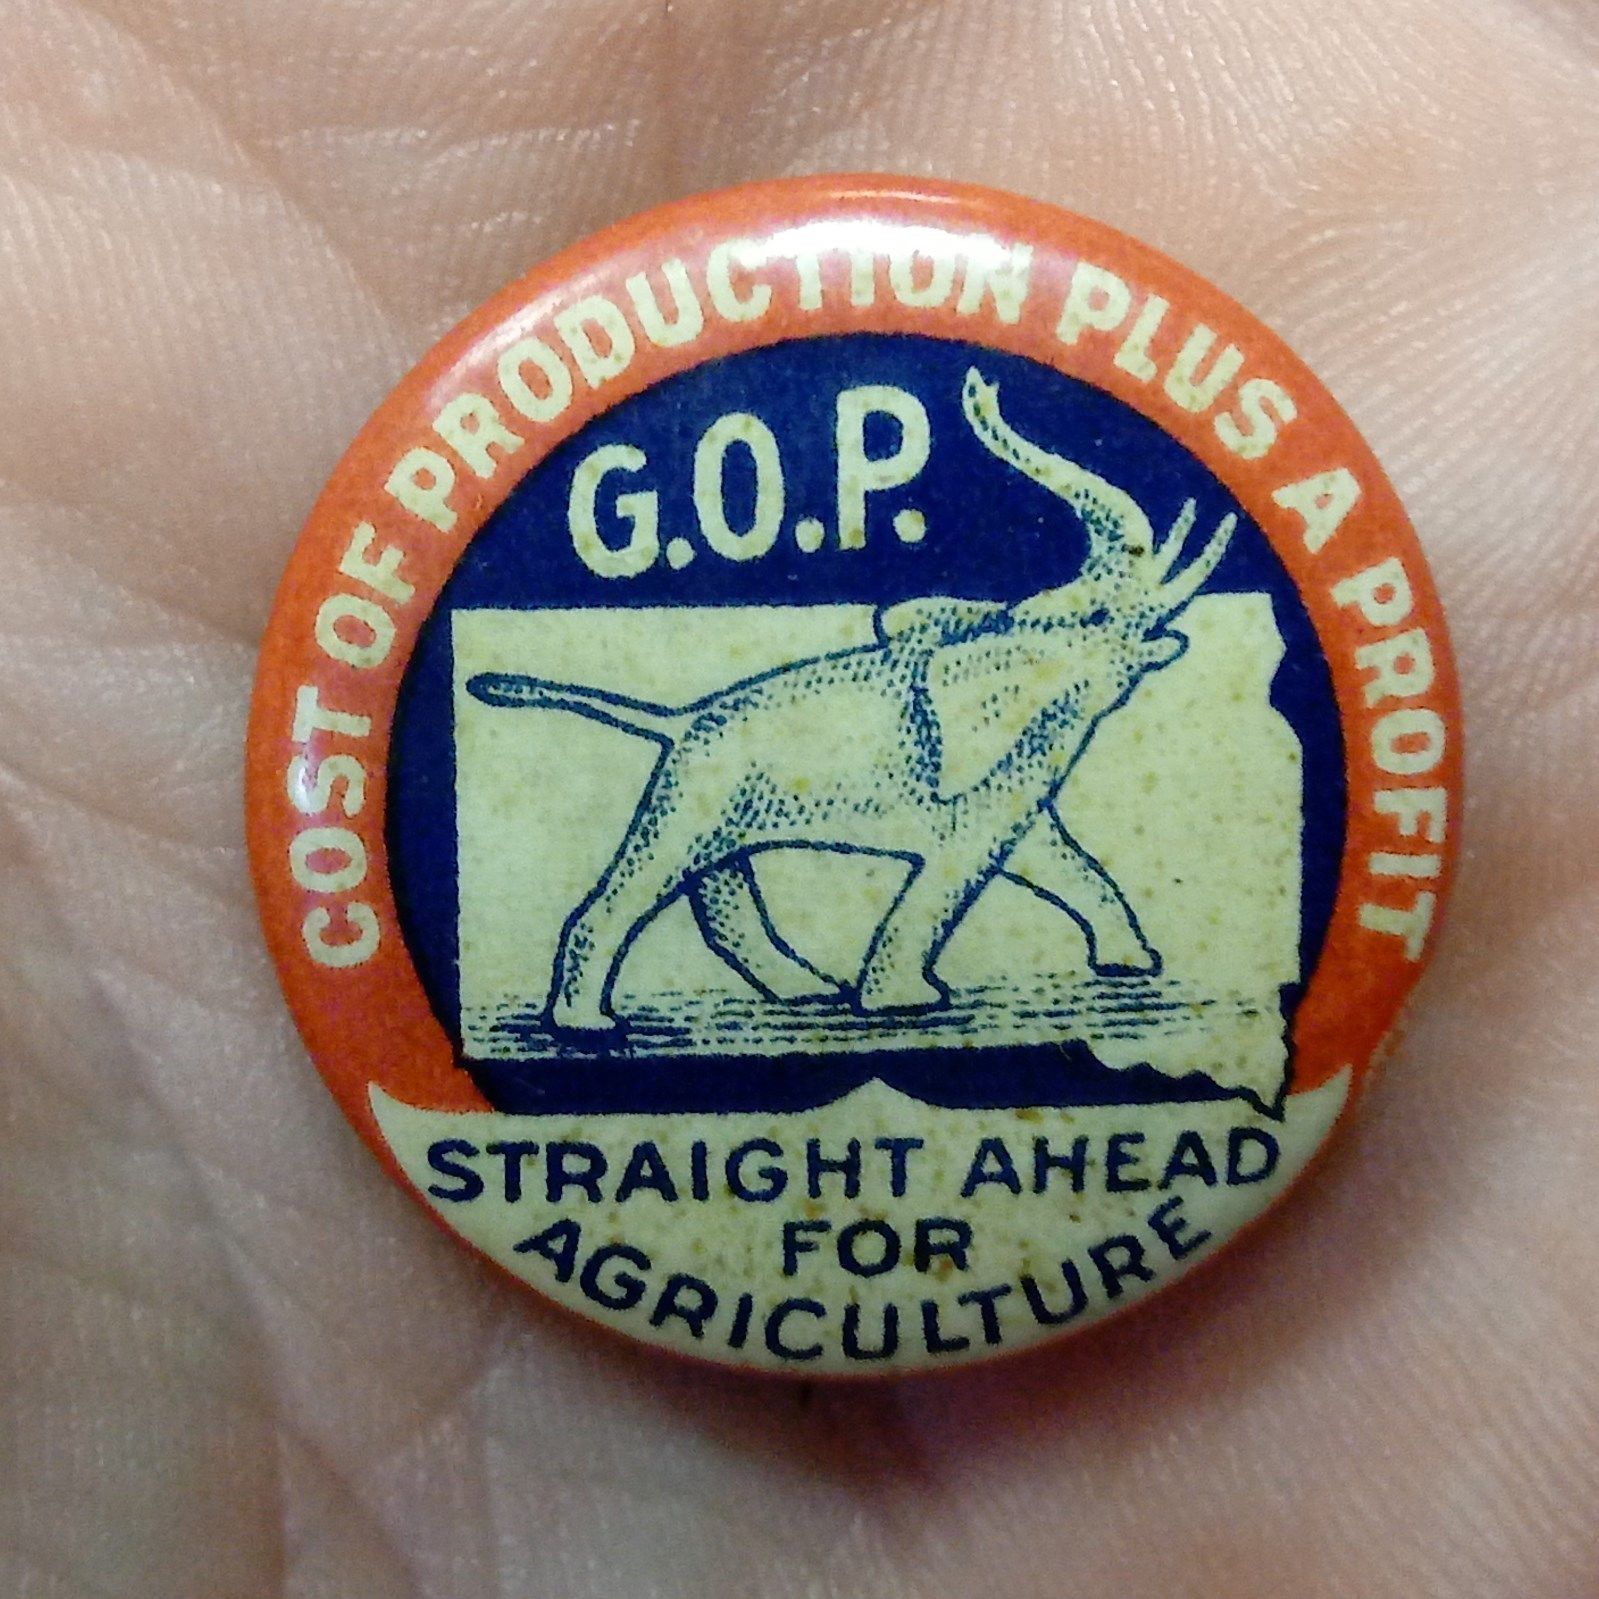 COST OF PRODUCTION PLUS A PROFIT
G.O.P.
STRAIGHT AHEAD
FOR
AGRICULTURE